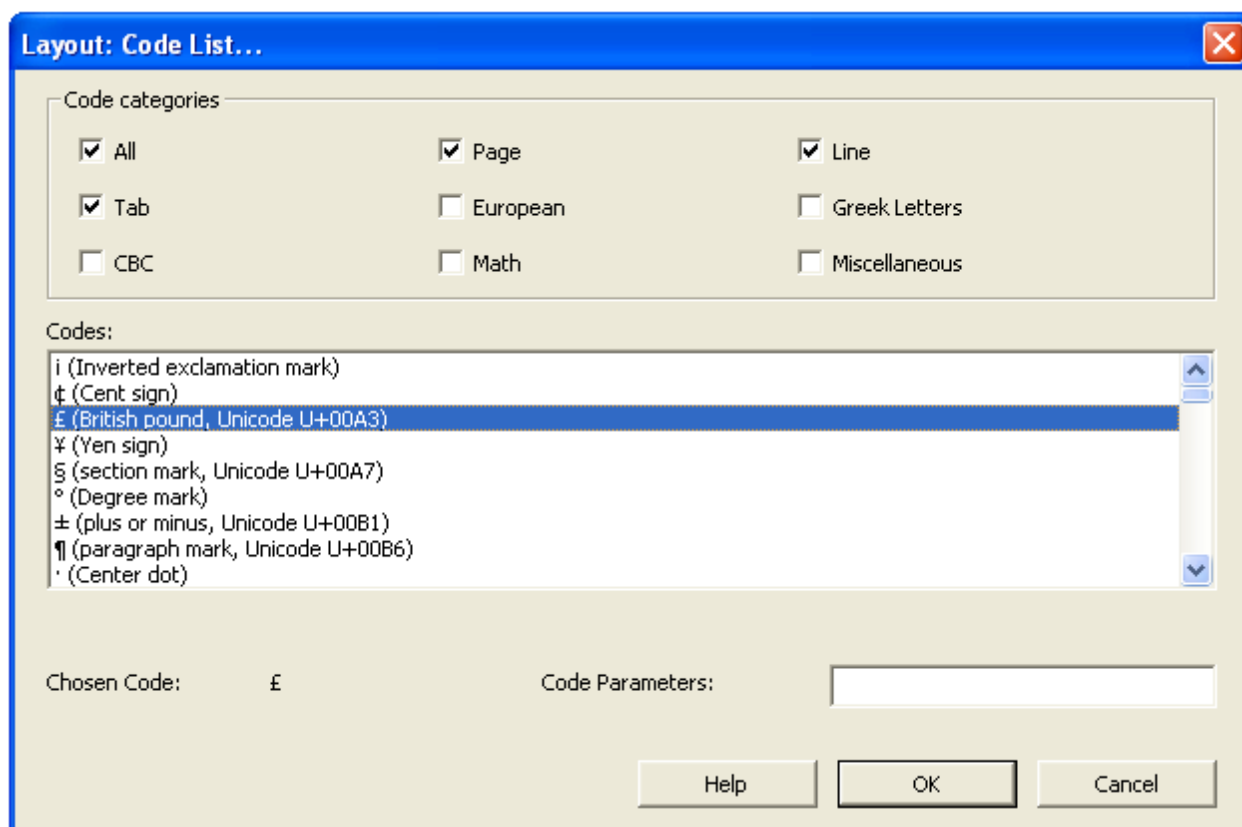 Layout: Code List...
Code categories
All Page Line
Tab European Greek Letters
CBC Math Miscellaneous
Codes:
¡ (Inverted exclamation mark)
¢ (Cent sign)
£ (British pound, Unicode U+00A3)
¥ (Yen sign)
§ (section mark, Unicode U+00A7)
° (Degree mark)
± (plus or minus, Unicode U+00B1)
¶ (paragraph mark, Unicode U+00B6)
· (Center dot)
Chosen Code: £ Code Parameters:
Help OK Cancel